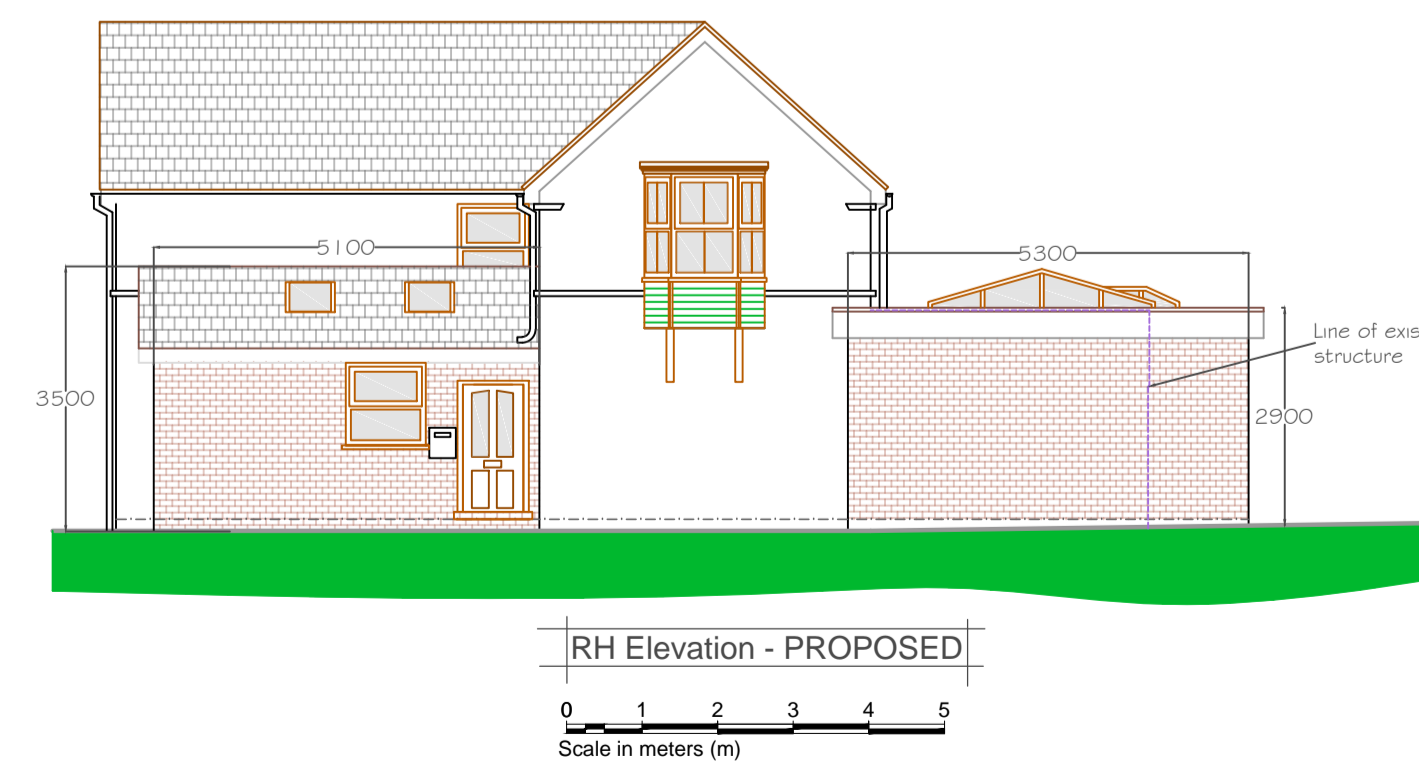 5100
5300
3500
Line of exis
structure
2900
RH Elevation - PROPOSED
0 1 2 3 4 5
Scale in meters (m)